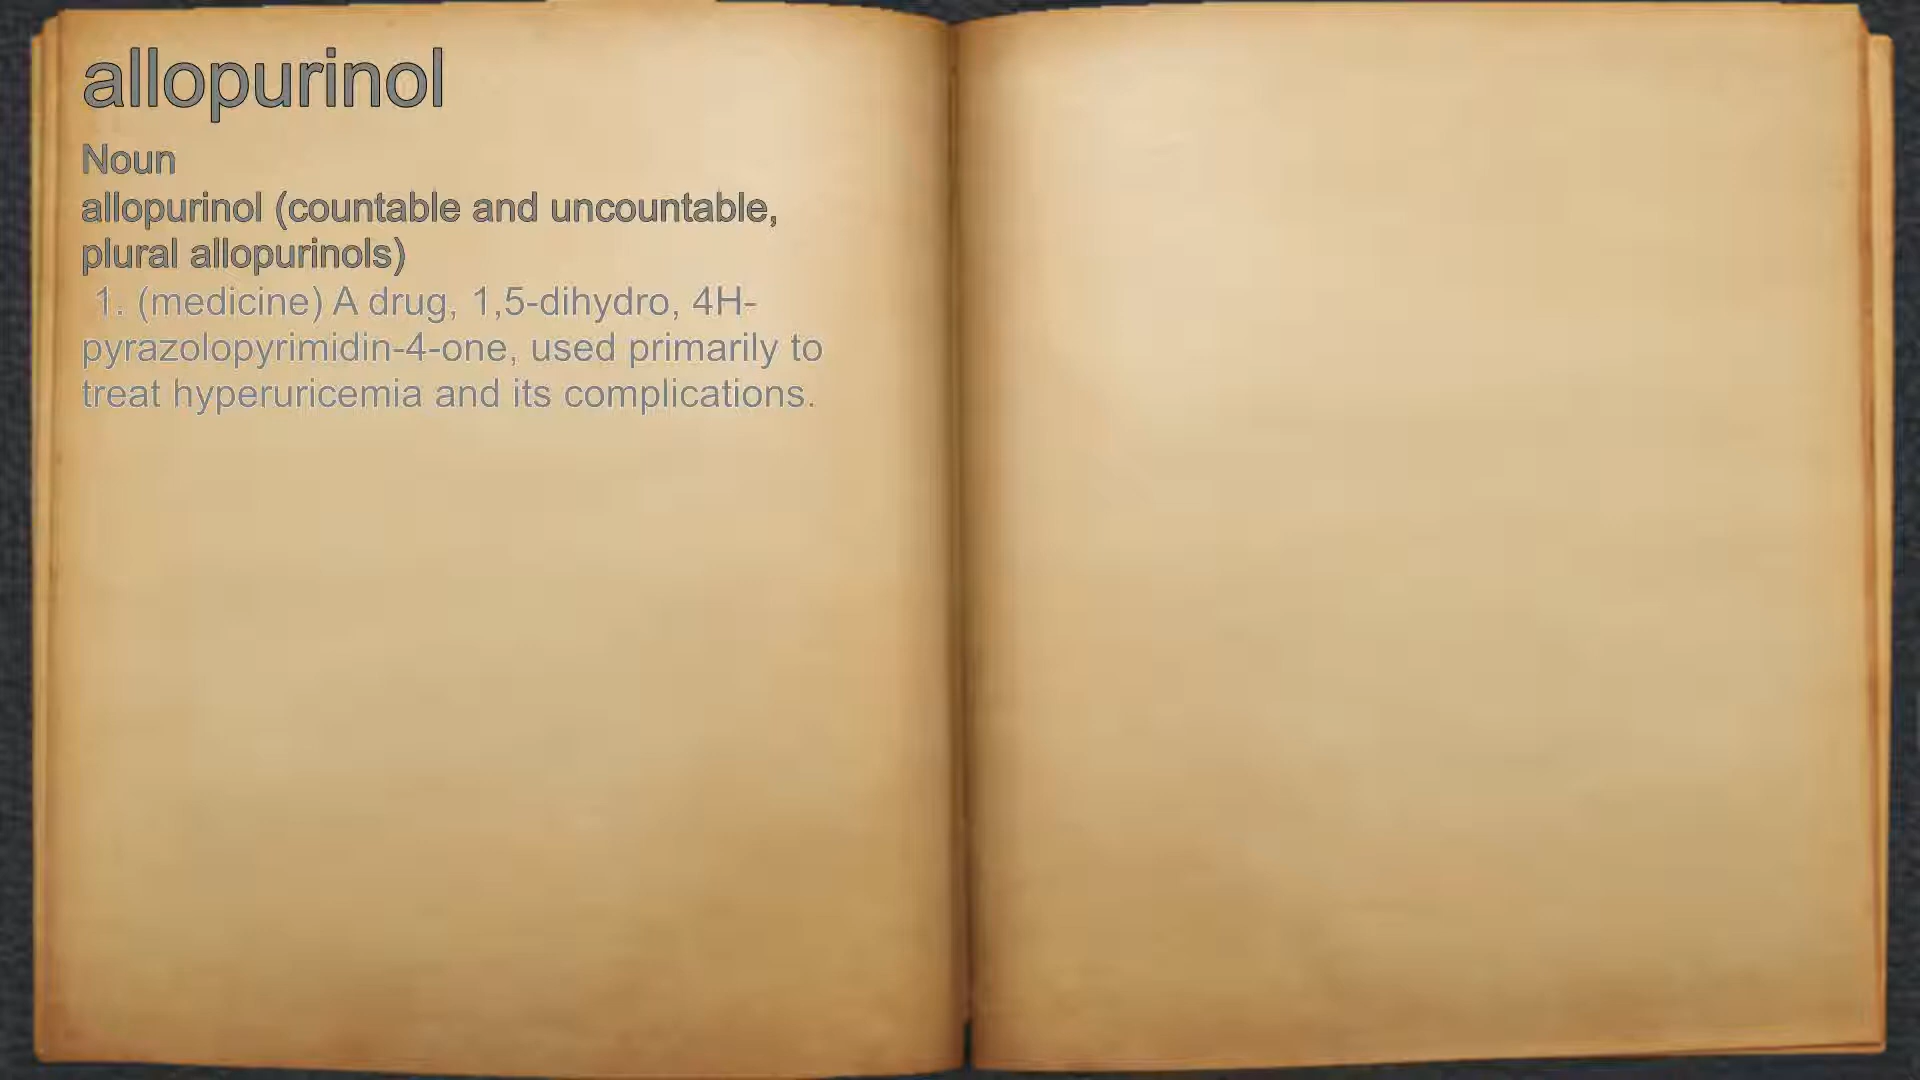 allopurinol
Noun
allopurinol (countable and uncountable,
plural allopurinols)
1. (medicine) A drug, 1,5-dihydro, 4H-
pyrazolopyrimidin-4-one, used primarily to
treat hyperuricemia and its complications.